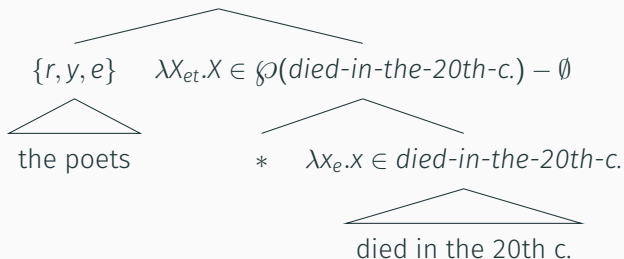 {r, y, e} λX_et.X ∈ ℘(died-in-the-20th-c.) − ∅
the poets * λx_e.x ∈ died-in-the-20th-c.
died in the 20th c.